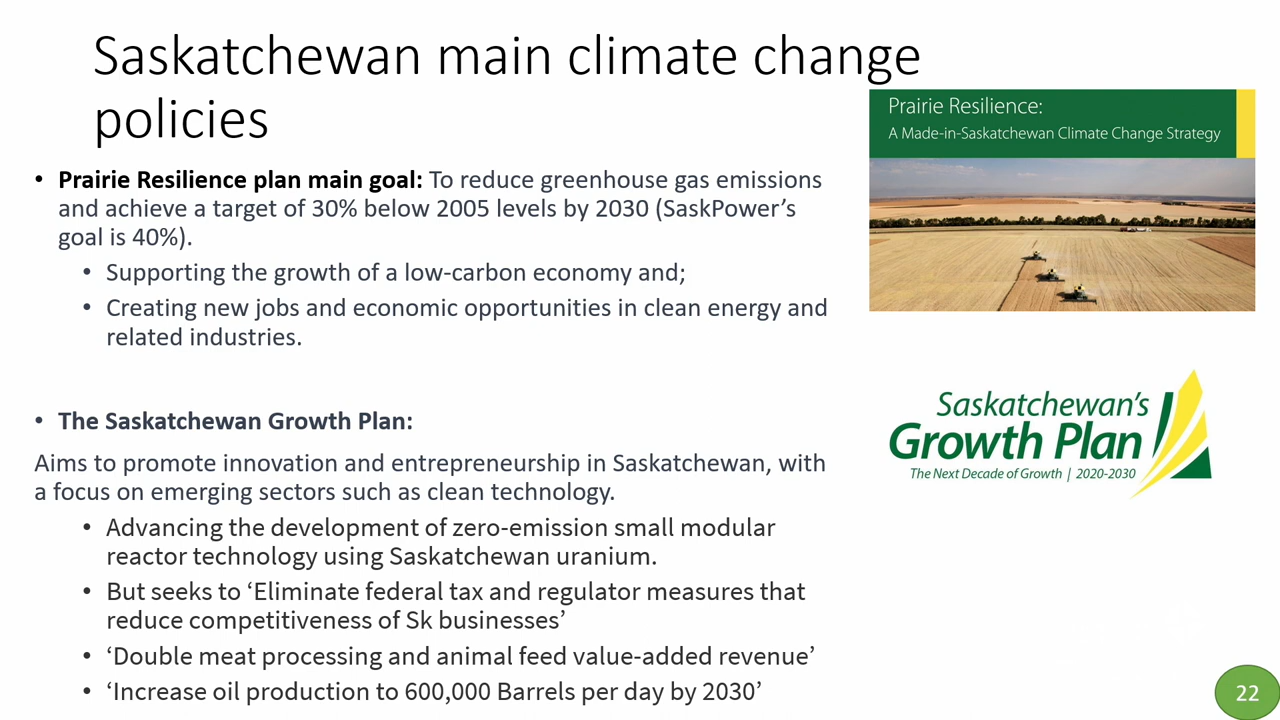 Saskatchewan main climate change
policies
Prairie Resilience:
A Made-in-Saskatchewan Climate Change Strategy
• Prairie Resilience plan main goal: To reduce greenhouse gas emissions
and achieve a target of 30% below 2005 levels by 2030 (SaskPower’s
goal is 40%).
• Supporting the growth of a low-carbon economy and;
• Creating new jobs and economic opportunities in clean energy and
related industries.
• The Saskatchewan Growth Plan:
Aims to promote innovation and entrepreneurship in Saskatchewan, with
a focus on emerging sectors such as clean technology.
• Advancing the development of zero-emission small modular
reactor technology using Saskatchewan uranium.
• But seeks to ‘Eliminate federal tax and regulator measures that
reduce competitiveness of Sk businesses’
• ‘Double meat processing and animal feed value-added revenue’
• ‘Increase oil production to 600,000 Barrels per day by 2030’
Saskatchewan’s
Growth Plan
The Next Decade of Growth | 2020-2030
22